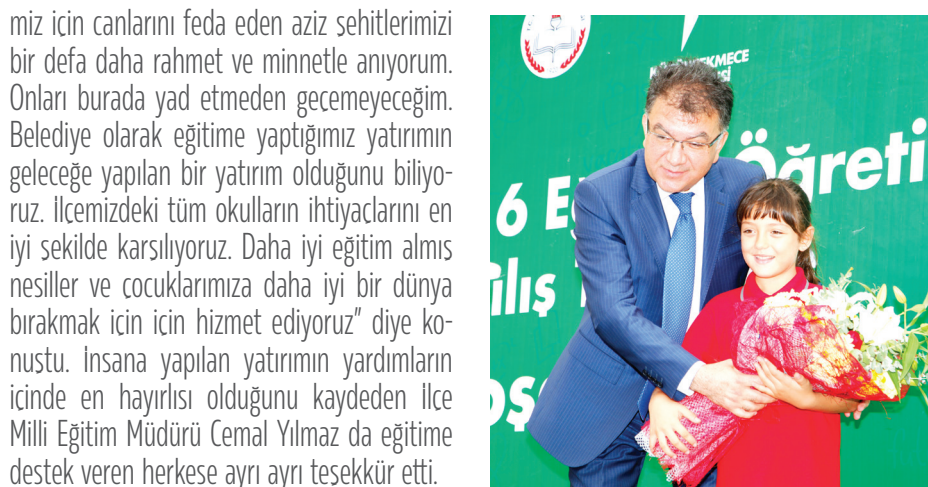 miz için canlarını feda eden aziz şehitlerimizi
bir defa daha rahmet ve minnetle anıyorum.
Onları burada yad etmeden geçemeyeceğim.
Belediye olarak eğitime yaptığımız yatırımın
geleceğe yapılan bir yatırım olduğunu biliyo-
ruz. İlçemizdeki tüm okulların ihtiyaçlarını en
iyi şekilde karşılıyoruz. Daha iyi eğitim almış
nesiller ve çocuklarımıza daha iyi bir dünya
bırakmak için için hizmet ediyoruz” diye ko-
nuştu. İnsana yapılan yatırımın yardımların
içinde en hayırlısı olduğunu kaydeden İlçe
Milli Eğitim Müdürü Cemal Yılmaz da eğitime
destek veren herkese ayrı ayrı teşekkür etti.
6 E Öğreti
ılış